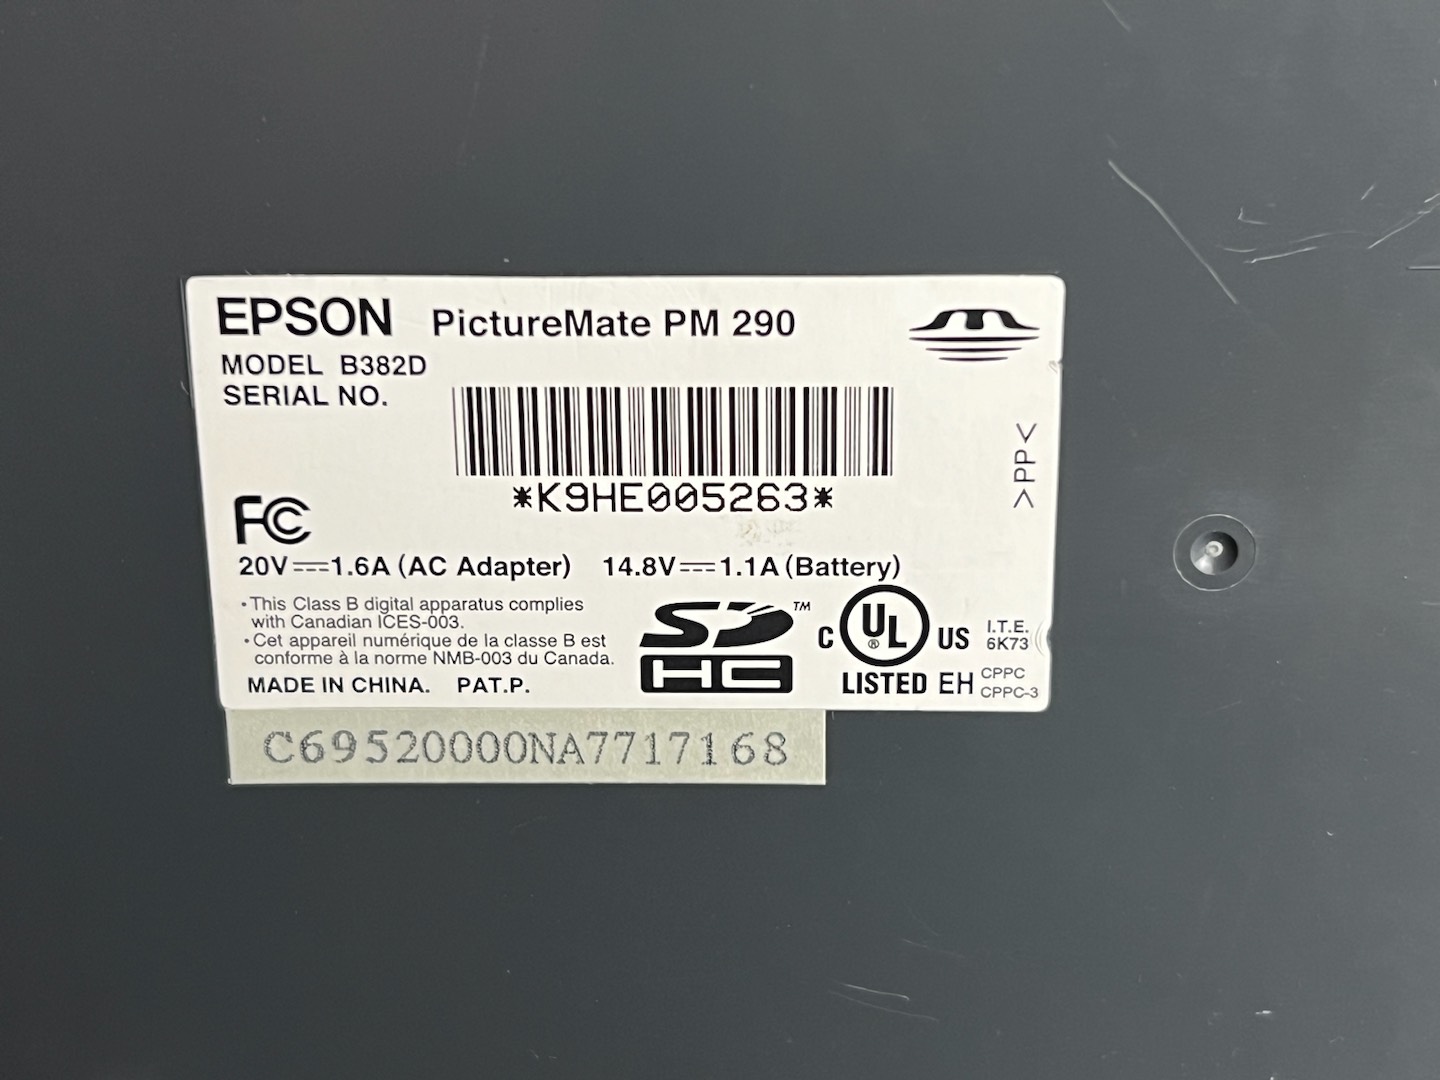 EPSON PictureMate PM 290
MODEL B382D
SERIAL NO.
*K9HE005263*
>PP<
FC
20V⎓1.6A (AC Adapter) 14.8V⎓1.1A (Battery)
•This Class B digital apparatus complies
with Canadian ICES-003.
•Cet appareil numérique de la classe B est
conforme à la norme NMB-003 du Canada.
MADE IN CHINA. PAT.P.
SD™
HC
C UL® US
LISTED EH
I.T.E.
6K73
CPPC
CPPC-3
C69520000NA7717168